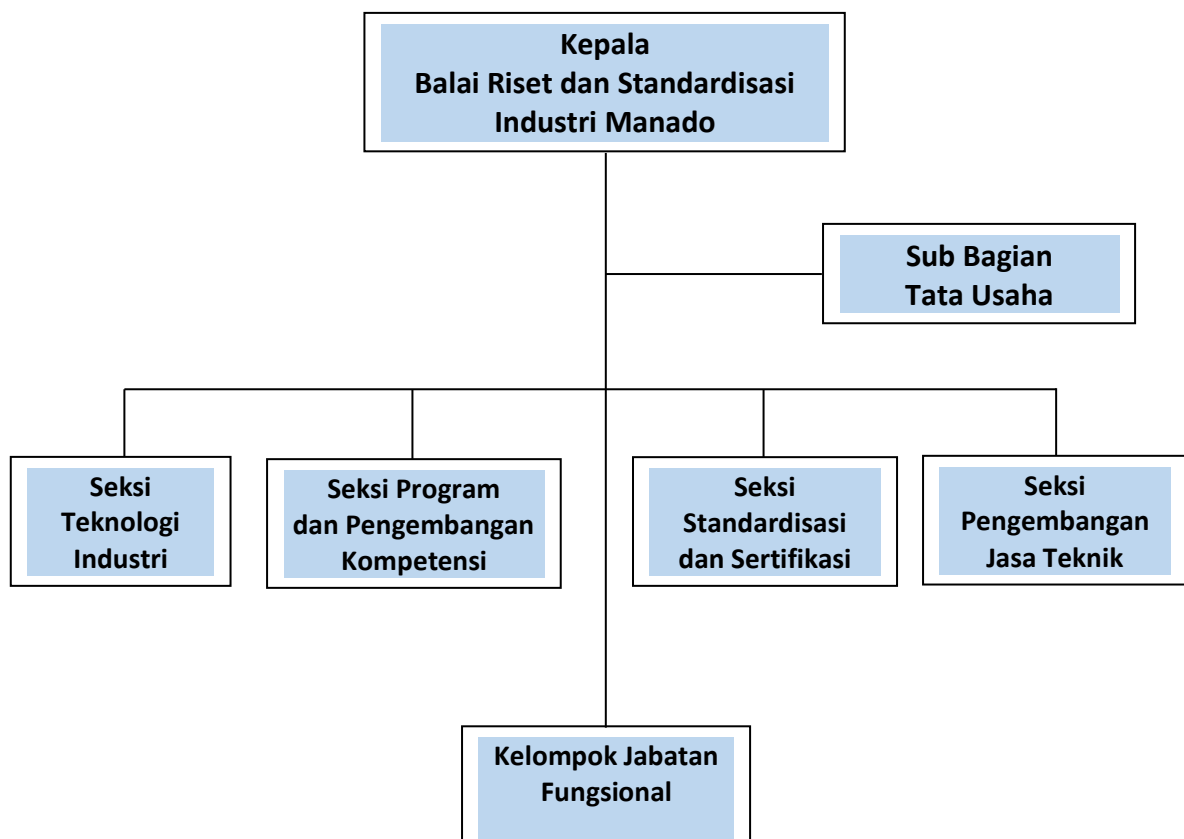 Kepala
Balai Riset dan Standardisasi
Industri Manado
Sub Bagian
Tata Usaha
Seksi
Teknologi
Industri
Seksi Program
dan Pengembangan
Kompetensi
Seksi
Standardisasi
dan Sertifikasi
Seksi
Pengembangan
Jasa Teknik
Kelompok Jabatan
Fungsional